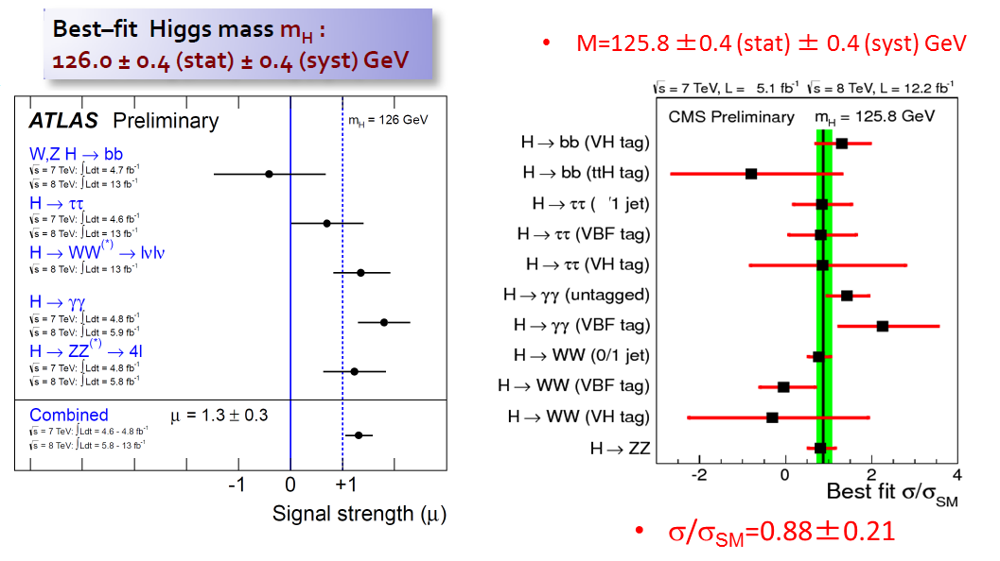 Best–fit Higgs mass mH :
126.0 ± 0.4 (stat) ± 0.4 (syst) GeV
ATLAS Preliminary
mH = 126 GeV
W,Z H → bb
√s = 7 TeV: ∫Ldt = 4.7 fb-1
√s = 8 TeV: ∫Ldt = 13 fb-1
H → ττ
√s = 7 TeV: ∫Ldt = 4.6 fb-1
√s = 8 TeV: ∫Ldt = 13 fb-1
H → WW(*) → lνlν
√s = 8 TeV: ∫Ldt = 13 fb-1
H → γγ
√s = 7 TeV: ∫Ldt = 4.8 fb-1
√s = 8 TeV: ∫Ldt = 5.9 fb-1
H → ZZ(*) → 4l
√s = 7 TeV: ∫Ldt = 4.8 fb-1
√s = 8 TeV: ∫Ldt = 5.8 fb-1
Combined
μ = 1.3 ± 0.3
√s = 7 TeV: ∫Ldt = 4.6 - 4.8 fb-1
√s = 8 TeV: ∫Ldt = 5.8 - 13 fb-1
-1 0 +1
Signal strength (μ)
• M=125.8 ±0.4 (stat) ± 0.4 (syst) GeV
√s = 7 TeV, L = 5.1 fb-1 √s = 8 TeV, L = 12.2 fb-1
CMS Preliminary mH = 125.8 GeV
H → bb (VH tag)
H → bb (ttH tag)
H → ττ ( ′1 jet)
H → ττ (VBF tag)
H → ττ (VH tag)
H → γγ (untagged)
H → γγ (VBF tag)
H → WW (0/1 jet)
H → WW (VBF tag)
H → WW (VH tag)
H → ZZ
-2 0 2 4
Best fit σ/σSM
• σ/σSM=0.88±0.21